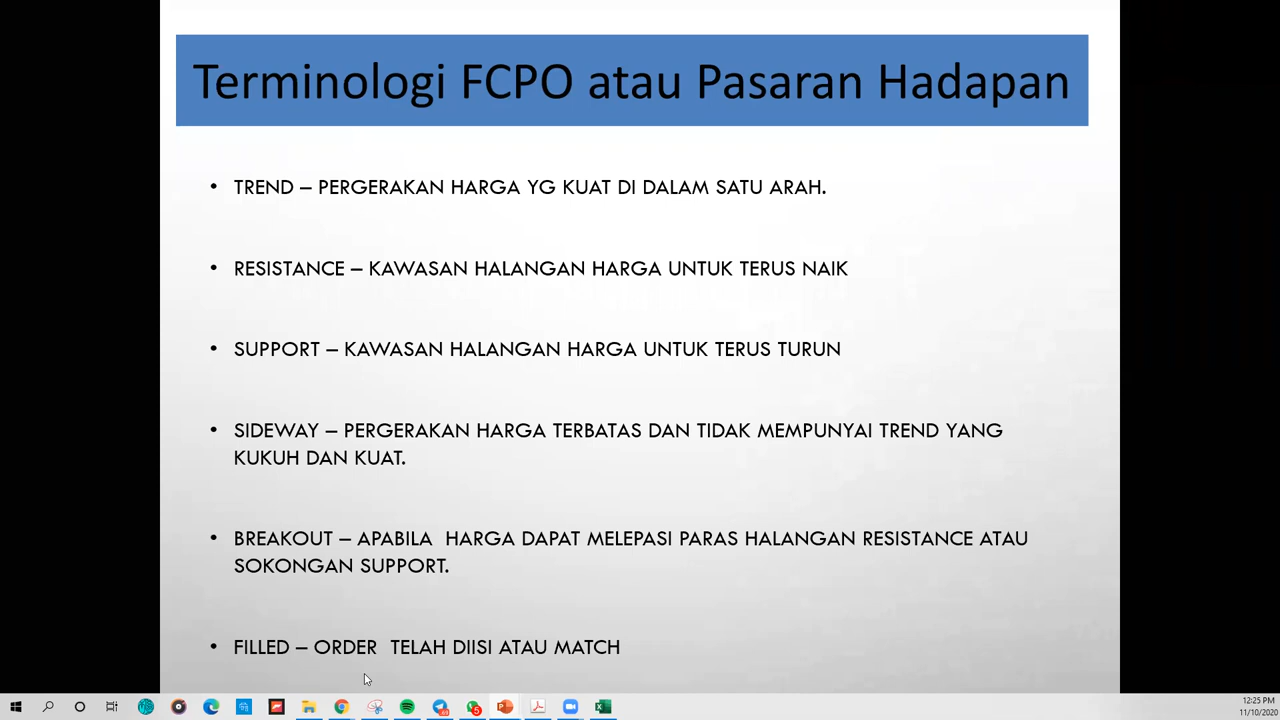 Terminologi FCPO atau Pasaran Hadapan
• TREND – PERGERAKAN HARGA YG KUAT DI DALAM SATU ARAH.
• RESISTANCE – KAWASAN HALANGAN HARGA UNTUK TERUS NAIK
• SUPPORT – KAWASAN HALANGAN HARGA UNTUK TERUS TURUN
• SIDEWAY – PERGERAKAN HARGA TERBATAS DAN TIDAK MEMPUNYAI TREND YANG
KUKUH DAN KUAT.
• BREAKOUT – APABILA  HARGA DAPAT MELEPASI PARAS HALANGAN RESISTANCE ATAU
SOKONGAN SUPPORT.
• FILLED – ORDER  TELAH DIISI ATAU MATCH
12:25 PM
11/10/2020